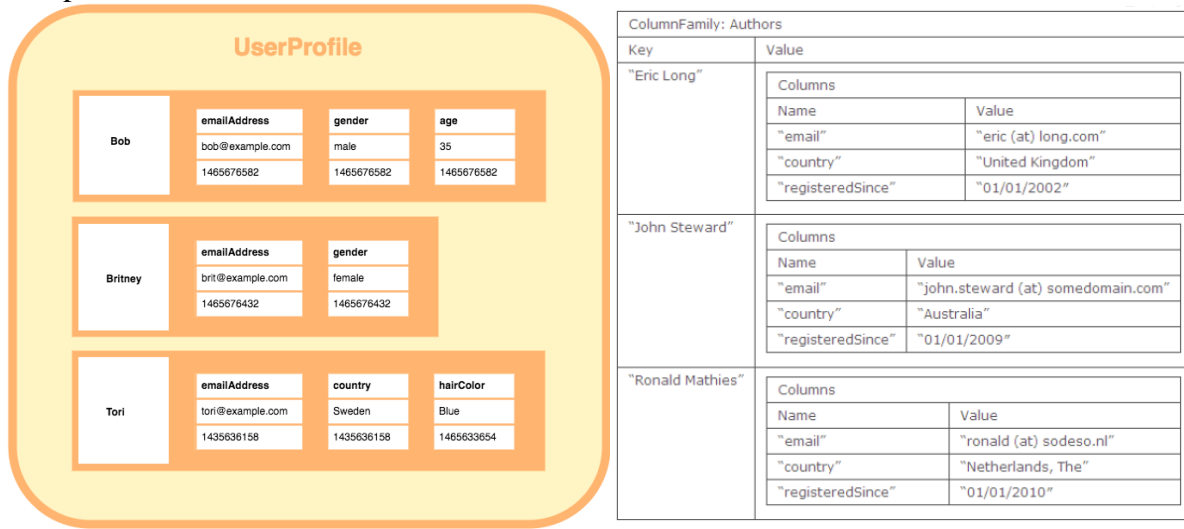 UserProfile
Bob
emailAddress gender age
bob@example.com male 35
1465676582 1465676582 1465676582
Britney
emailAddress gender
brit@example.com female
1465676432 1465676432
Tori
emailAddress country hairColor
tori@example.com Sweden Blue
1435636158 1435636158 1465633654
ColumnFamily: Authors
Key Value
"Eric Long"
Columns
Name Value
"email" "eric (at) long.com"
"country" "United Kingdom"
"registeredSince" "01/01/2002"
"John Steward"
Columns
Name Value
"email" "john.steward (at) somedomain.com"
"country" "Australia"
"registeredSince" "01/01/2009"
"Ronald Mathies"
Columns
Name Value
"email" "ronald (at) sodeso.nl"
"country" "Netherlands, The"
"registeredSince" "01/01/2010"